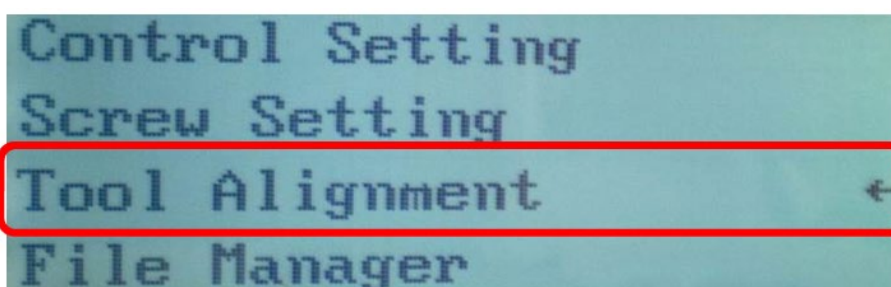 Control Setting
Screw Setting
Tool Alignment ←
File Manager